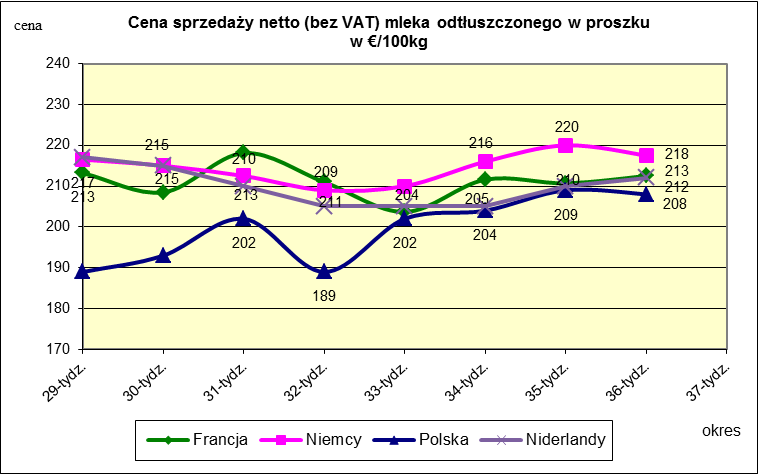 Cena sprzedaży netto (bez VAT) mleka odtłuszczonego w proszku
w €/100kg
cena
240
230
220
210
200
190
180
170
217
213
215
215
210
213
202
209
211
189
204
202
216
205
204
220
210
209
218
213
212
208
29-tydz.
30-tydz.
31-tydz.
32-tydz.
33-tydz.
34-tydz.
35-tydz.
36-tydz.
37-tydz.
okres
Francja
Niemcy
Polska
Niderlandy